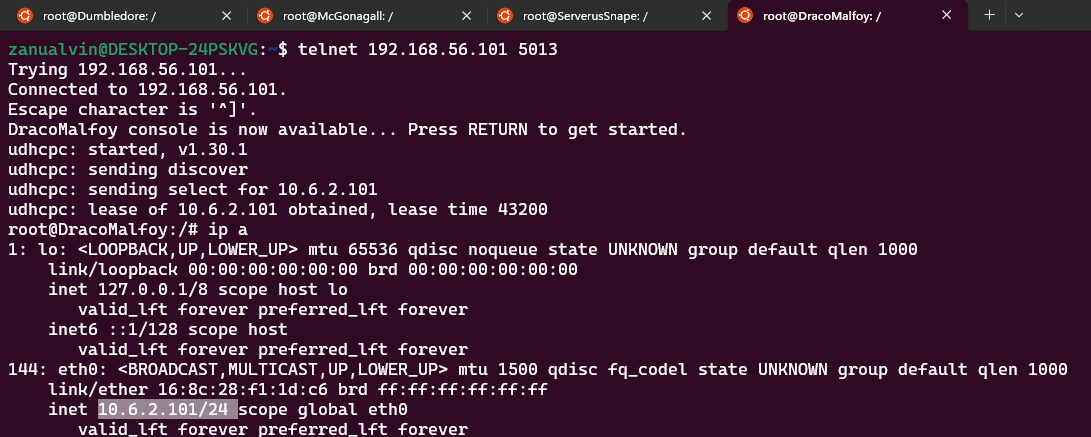 root@Dumbledore: /
root@McGonagall: /
root@ServerusSnape: /
root@DracoMalfoy: /
zanualvin@DESKTOP-24PSKVG:~$ telnet 192.168.56.101 5013
Trying 192.168.56.101...
Connected to 192.168.56.101.
Escape character is '^]'.
DracoMalfoy console is now available... Press RETURN to get started.
udhcpc: started, v1.30.1
udhcpc: sending discover
udhcpc: sending select for 10.6.2.101
udhcpc: lease of 10.6.2.101 obtained, lease time 43200
root@DracoMalfoy:/# ip a
1: lo: <LOOPBACK,UP,LOWER_UP> mtu 65536 qdisc noqueue state UNKNOWN group default qlen 1000
    link/loopback 00:00:00:00:00:00 brd 00:00:00:00:00:00
    inet 127.0.0.1/8 scope host lo
       valid_lft forever preferred_lft forever
    inet6 ::1/128 scope host
       valid_lft forever preferred_lft forever
144: eth0: <BROADCAST,MULTICAST,UP,LOWER_UP> mtu 1500 qdisc fq_codel state UNKNOWN group default qlen 1000
    link/ether 16:8c:28:f1:1d:c6 brd ff:ff:ff:ff:ff:ff
    inet 10.6.2.101/24 scope global eth0
       valid_lft forever preferred_lft forever